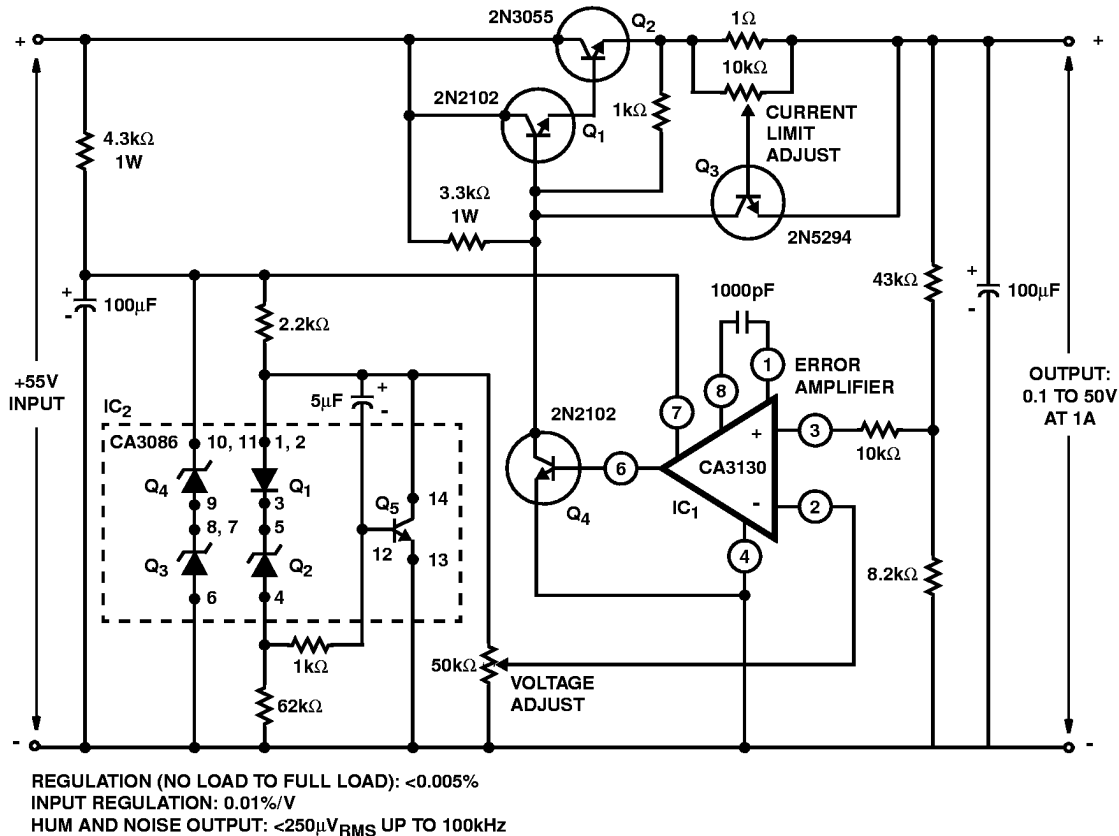 2N3055
Q2
1Ω
+
+
10kΩ
2N2102
Q1
1kΩ
CURRENT
LIMIT
ADJUST
4.3kΩ
1W
Q3
3.3kΩ
1W
2N5294
+
-
100μF
1000pF
43kΩ
+
-
100μF
2.2kΩ
+55V
INPUT
5μF
+
-
1
ERROR
AMPLIFIER
OUTPUT:
0.1 TO 50V
AT 1A
IC2
8
7
2N2102
CA3086
10, 11
1, 2
+
3
10kΩ
Q4
Q1
Q5
14
6
CA3130
9
3
8, 7
5
12
13
Q4
IC1
-
2
Q3
Q2
4
8.2kΩ
6
4
1kΩ
50kΩ
VOLTAGE
ADJUST
62kΩ
-
-
REGULATION (NO LOAD TO FULL LOAD): <0.005%
INPUT REGULATION: 0.01%/V
HUM AND NOISE OUTPUT: <250μVRMS UP TO 100kHz